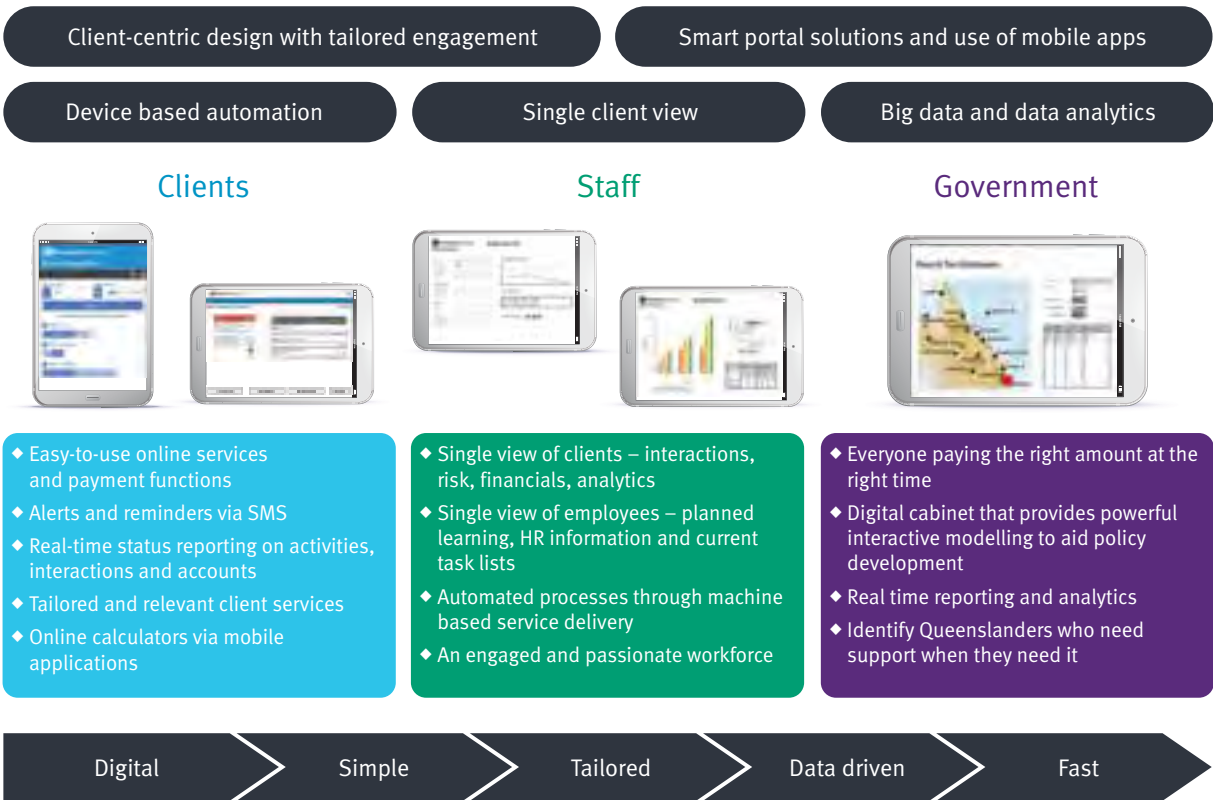 Client-centric design with tailored engagement
Smart portal solutions and use of mobile apps
Device based automation
Single client view
Big data and data analytics
Clients
Staff
Government
◆ Easy-to-use online services
and payment functions
◆ Alerts and reminders via SMS
◆ Real-time status reporting on activities,
interactions and accounts
◆ Tailored and relevant client services
◆ Online calculators via mobile
applications
◆ Single view of clients – interactions,
risk, financials, analytics
◆ Single view of employees – planned
learning, HR information and current
task lists
◆ Automated processes through machine
based service delivery
◆ An engaged and passionate workforce
◆ Everyone paying the right amount at the
right time
◆ Digital cabinet that provides powerful
interactive modelling to aid policy
development
◆ Real time reporting and analytics
◆ Identify Queenslanders who need
support when they need it
Digital
Simple
Tailored
Data driven
Fast